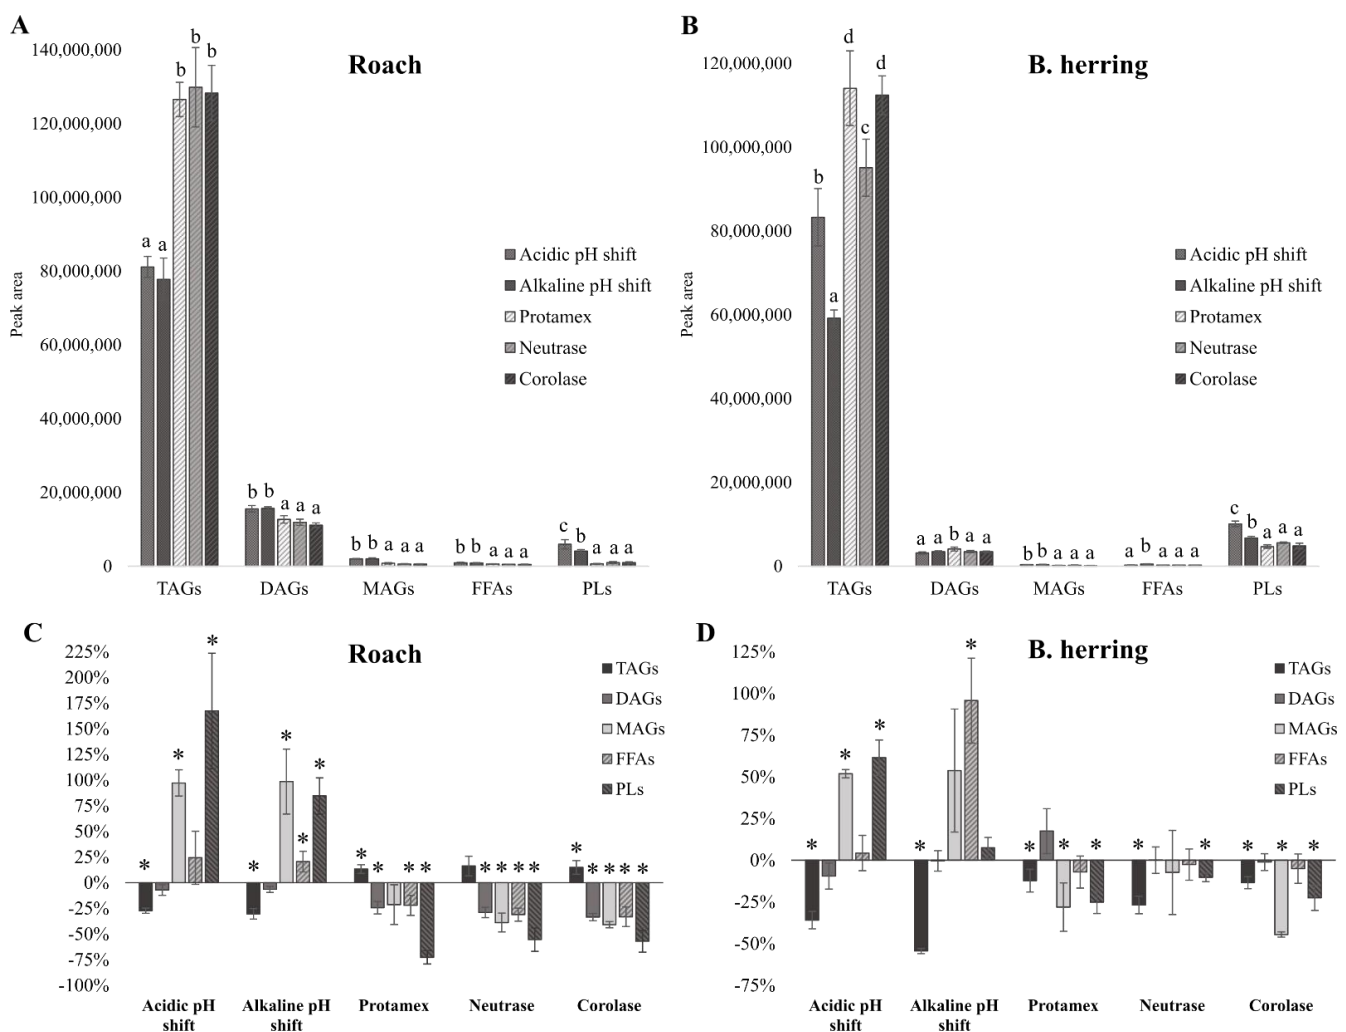 A
Roach
140,000,000
120,000,000
100,000,000
80,000,000
60,000,000
40,000,000
20,000,000
0
Peak area
a a b b b
b b a a a
b b a a a
b b a a a
c b a a a
TAGs DAGs MAGs FFAs PLs
Acidic pH shift
Alkaline pH shift
Protamex
Neutrase
Corolase
B
B. herring
120,000,000
100,000,000
80,000,000
60,000,000
40,000,000
20,000,000
0
Peak area
b a d c d
a a b a a
b b a a a
a b a a a
c b a a a
TAGs DAGs MAGs FFAs PLs
Acidic pH shift
Alkaline pH shift
Protamex
Neutrase
Corolase
C
Roach
225%
200%
175%
150%
125%
100%
75%
50%
25%
0%
-25%
-50%
-75%
-100%
* * *
* * * *
* * * *
* * * *
* * * * *
TAGs
DAGs
MAGs
FFAs
PLs
Acidic pH Alkaline pH Protamex Neutrase Corolase
shift shift
D
B. herring
125%
100%
75%
50%
25%
0%
-25%
-50%
-75%
* * *
* *
* * *
* *
* * *
TAGs
DAGs
MAGs
FFAs
PLs
Acidic pH Alkaline pH Protamex Neutrase Corolase
shift shift